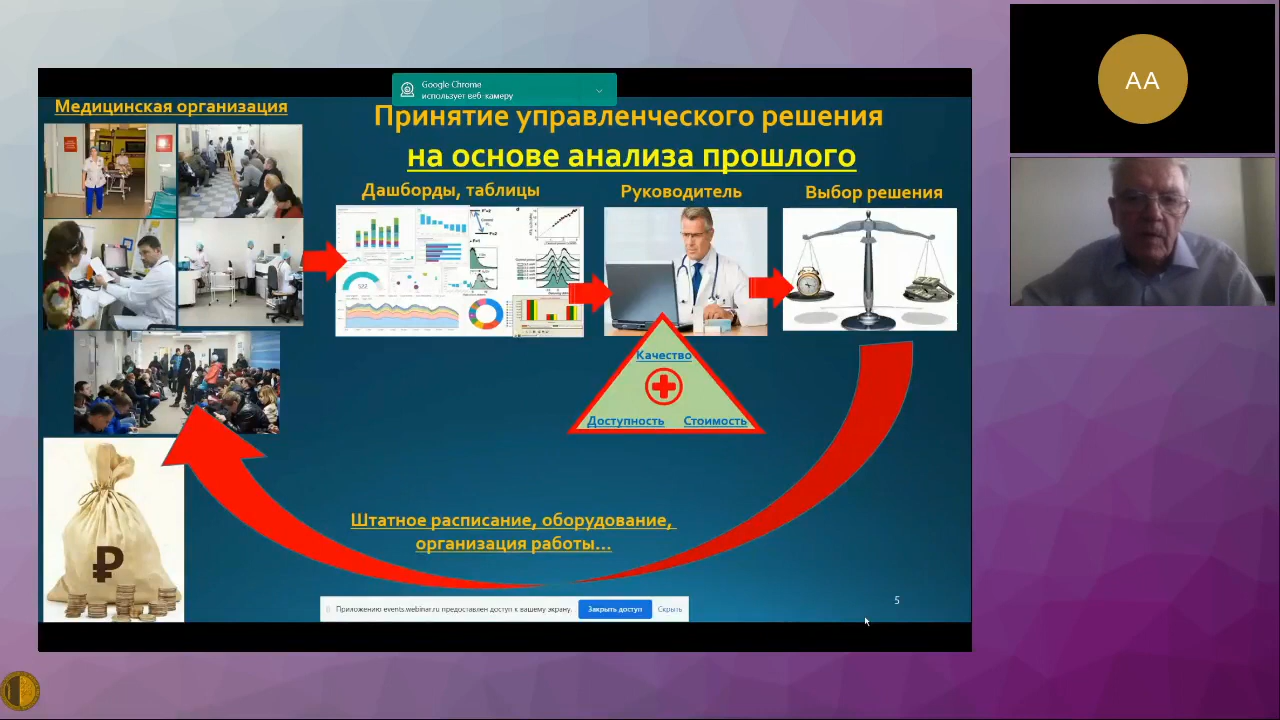 Google Chrome
использует веб-камеру
Медицинская организация
Принятие управленческого решения
на основе анализа прошлого
Дашборды, таблицы
Руководитель
Выбор решения
522
Качество
Доступность Стоимость
Штатное расписание, оборудование,
организация работы...
₽
Приложению events.webinar.ru предоставлен доступ к вашему экрану.
Закрыть доступ
Скрыть
5
AA